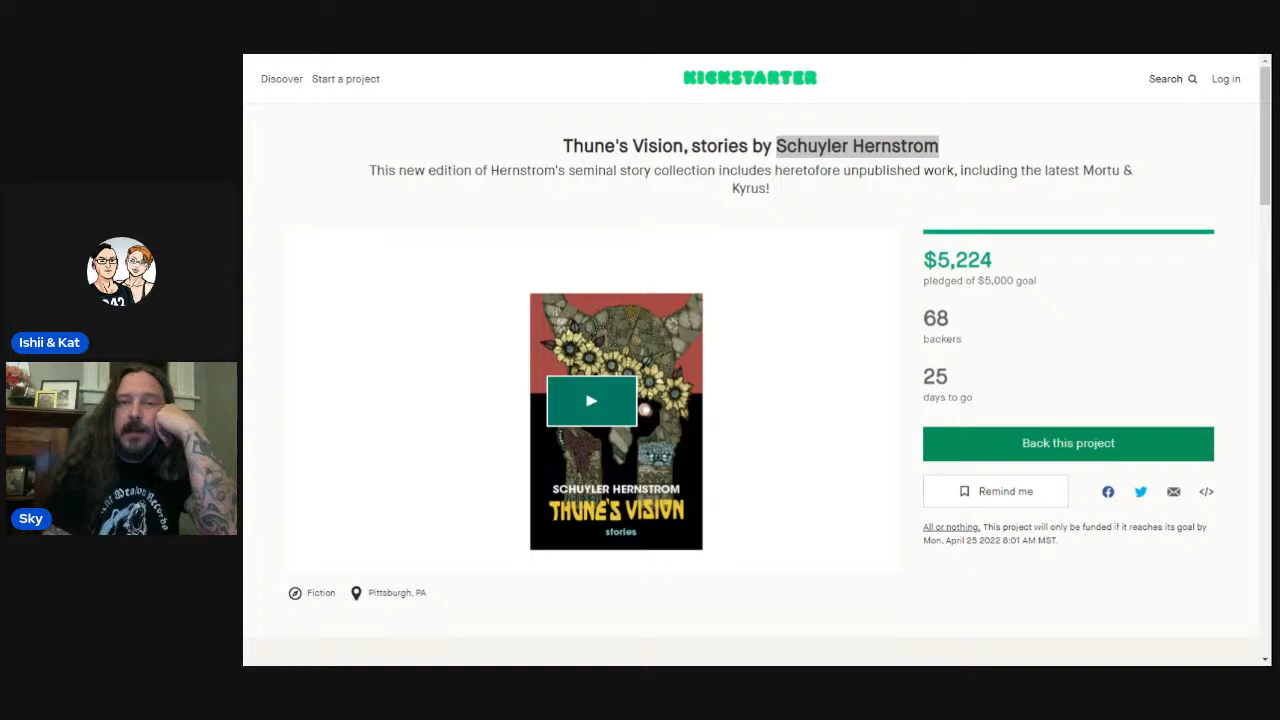 Discover
Start a project
KICKSTARTER
Search
Log in
Thune's Vision, stories by Schuyler Hernstrom
This new edition of Hernstrom's seminal story collection includes heretofore unpublished work, including the latest Mortu &
Kyrus!
$5,224
pledged of $5,000 goal
68
backers
25
days to go
Back this project
Remind me
</>
All or nothing. This project will only be funded if it reaches its goal by
Mon, April 25 2022 8:01 AM MST.
SCHUYLER HERNSTROM
THUNE'S VISION
stories
Fiction
Pittsburgh, PA
Ishii & Kat
Sky
Records